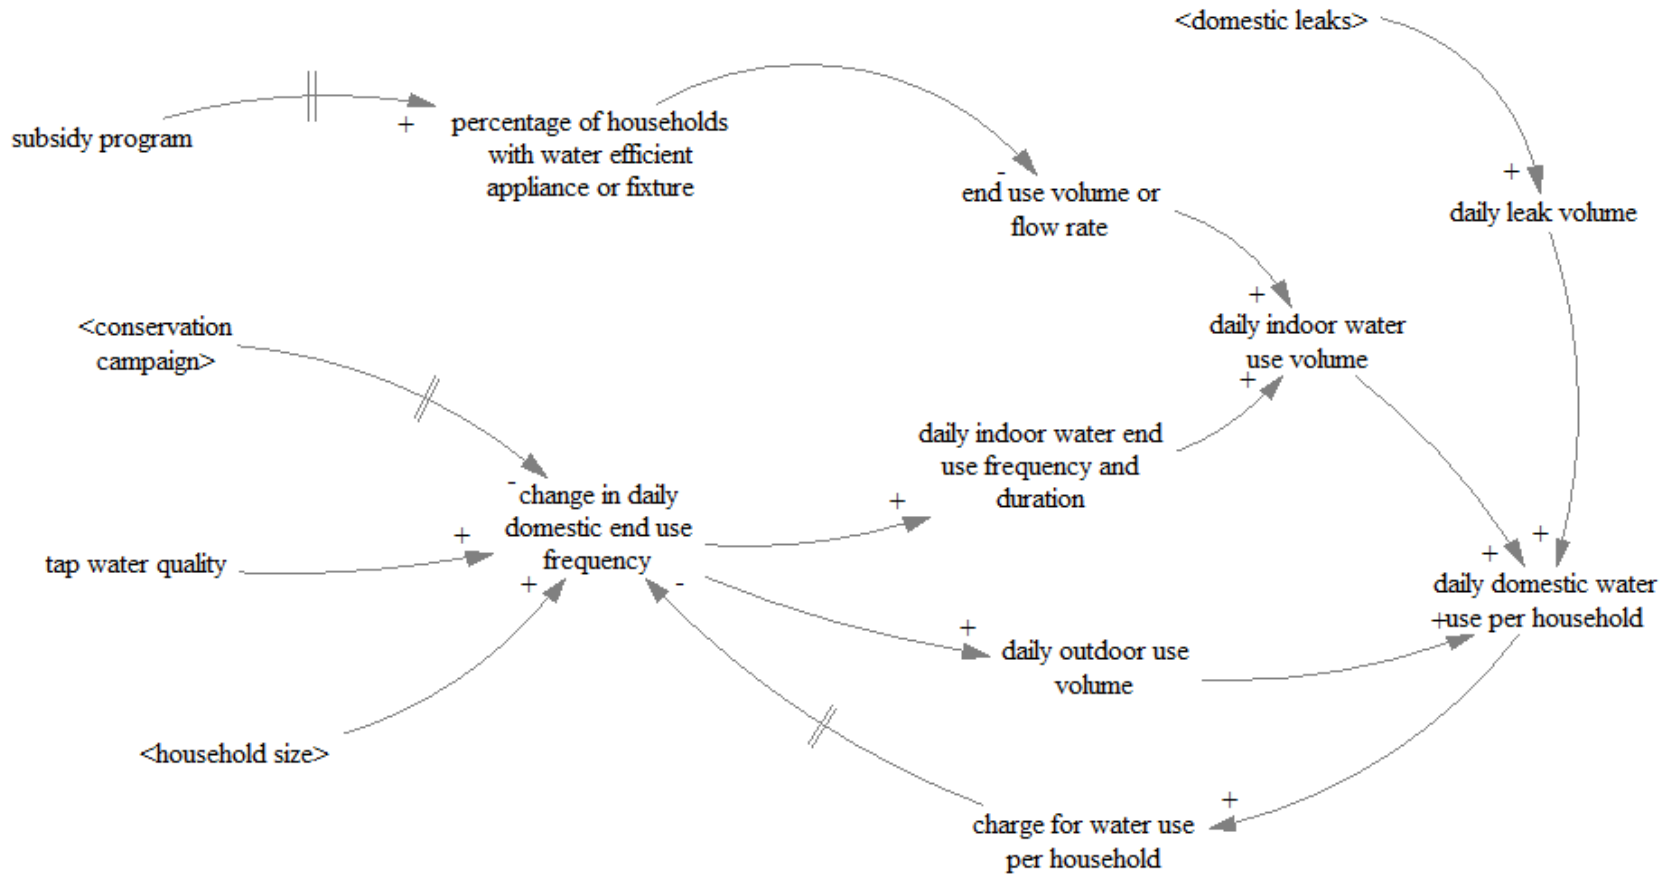 <domestic leaks>
subsidy program
+
percentage of households
with water efficient
appliance or fixture
-
end use volume or
flow rate
+
daily leak volume
<conservation
campaign>
+
daily indoor water
use volume
+
daily indoor water end
use frequency and
duration
-
change in daily
domestic end use
frequency
+
tap water quality
+
+
-
<household size>
+
daily outdoor use
volume
+
+
daily domestic water
use per household
+
+
charge for water use
per household